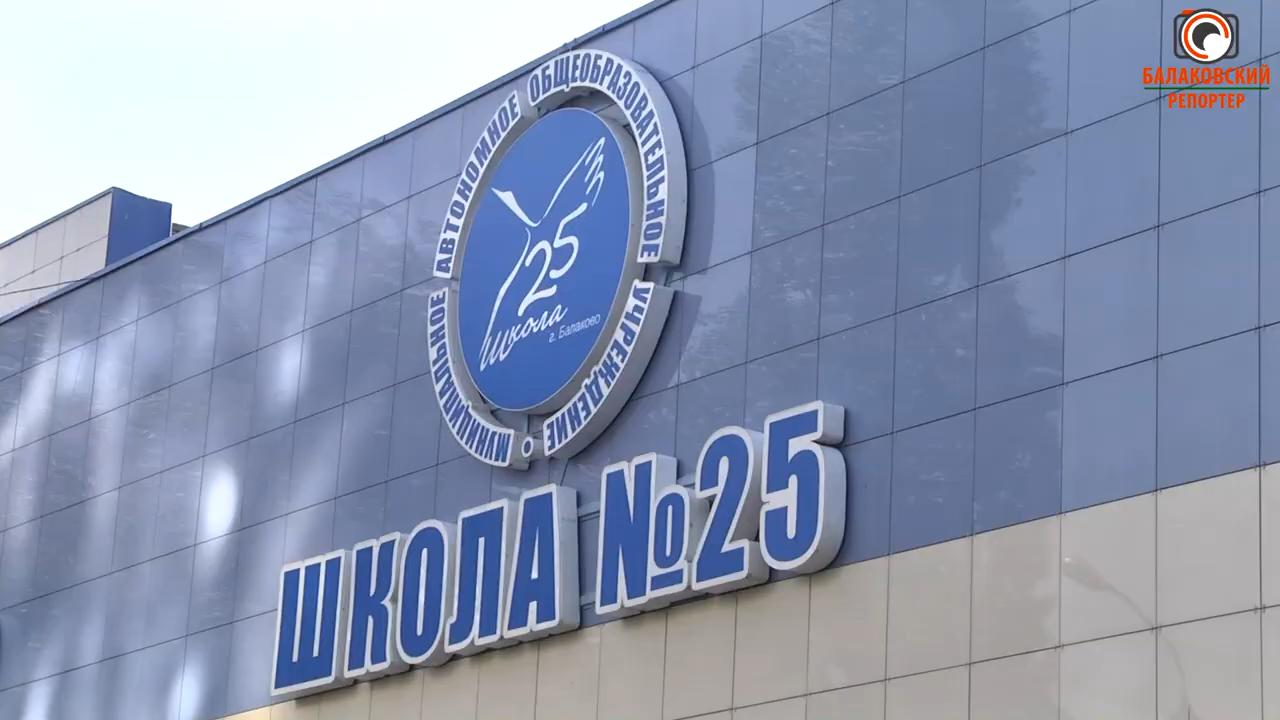 БАЛАКОВСКИЙ
РЕПОРТЕР
МУНИЦИПАЛЬНОЕ АВТОНОМНОЕ ОБЩЕОБРАЗОВАТЕЛЬНОЕ УЧРЕЖДЕНИЕ
25
школа
г. Балаково
ШКОЛА №25